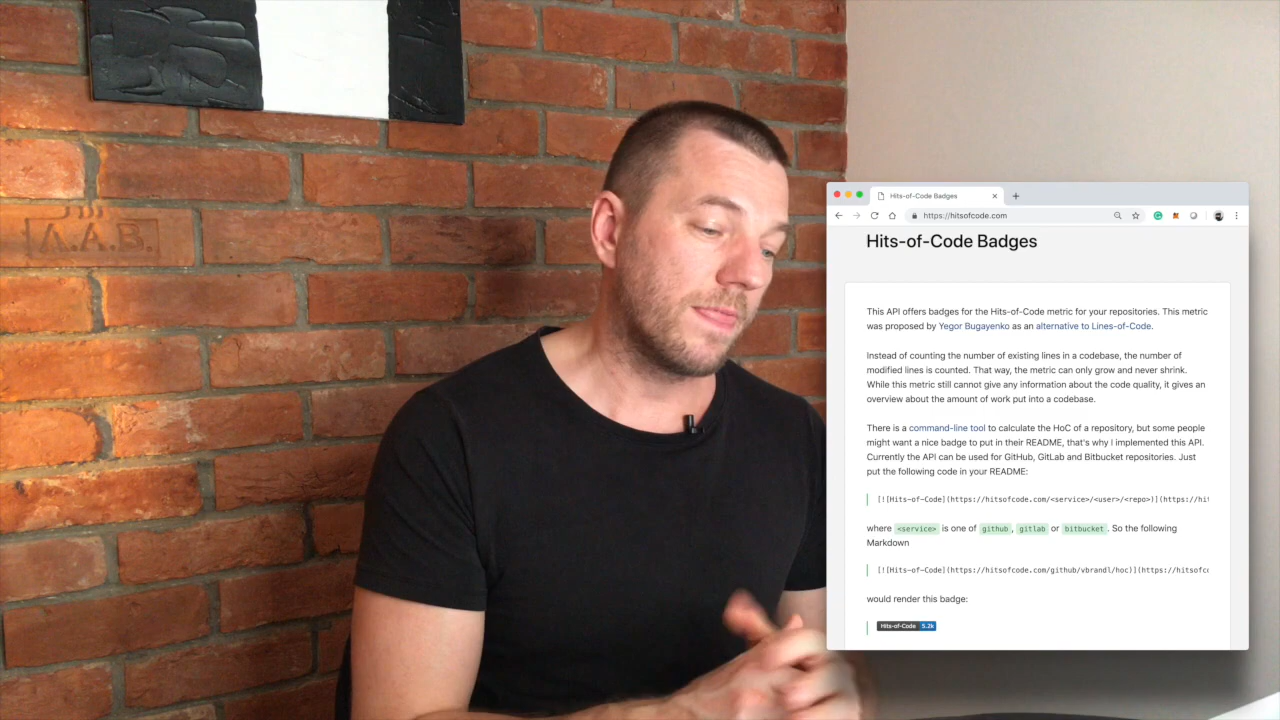 Л.А.В.
Hits-of-Code Badges
https://hitsofcode.com
Hits-of-Code Badges
This API offers badges for the Hits-of-Code metric for your repositories. This metric
was proposed by Yegor Bugayenko as an alternative to Lines-of-Code.
Instead of counting the number of existing lines in a codebase, the number of
modified lines is counted. That way, the metric can only grow and never shrink.
While this metric still cannot give any information about the code quality, it gives an
overview about the amount of work put into a codebase.
There is a command-line tool to calculate the HoC of a repository, but some people
might want a nice badge to put in their README, that's why I implemented this API.
Currently the API can be used for GitHub, GitLab and Bitbucket repositories. Just
put the following code in your README:
[![Hits-of-Code](https://hitsofcode.com/<service>/<user>/<repo>)](https://hit
where <service> is one of github, gitlab or bitbucket. So the following
Markdown
[![Hits-of-Code](https://hitsofcode.com/github/vbrandl/hoc)](https://hitsofc
would render this badge:
Hits-of-Code 5.2k